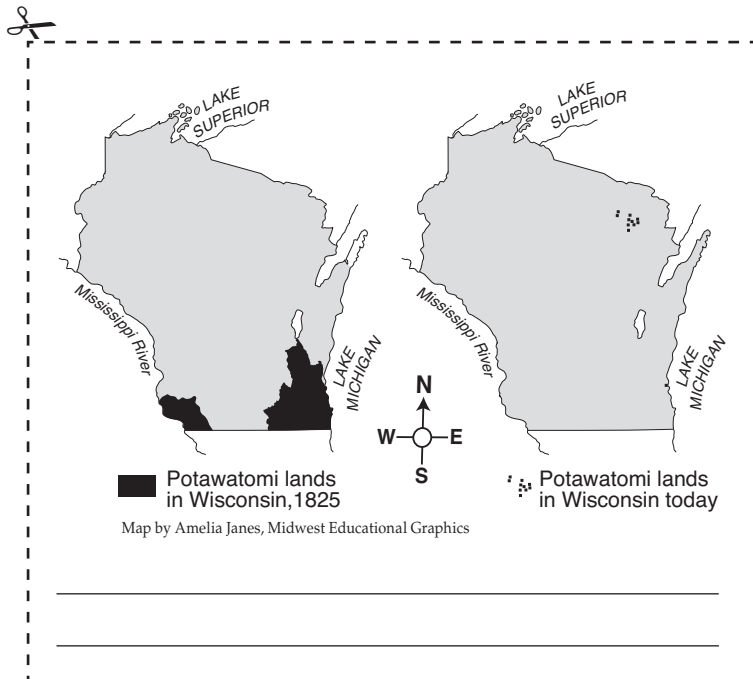 LAKE
SUPERIOR
Mississippi River
LAKE
MICHIGAN
LAKE
SUPERIOR
Mississippi River
LAKE
MICHIGAN
N
W
E
S
Potawatomi lands
in Wisconsin,1825
Potawatomi lands
in Wisconsin today
Map by Amelia Janes, Midwest Educational Graphics